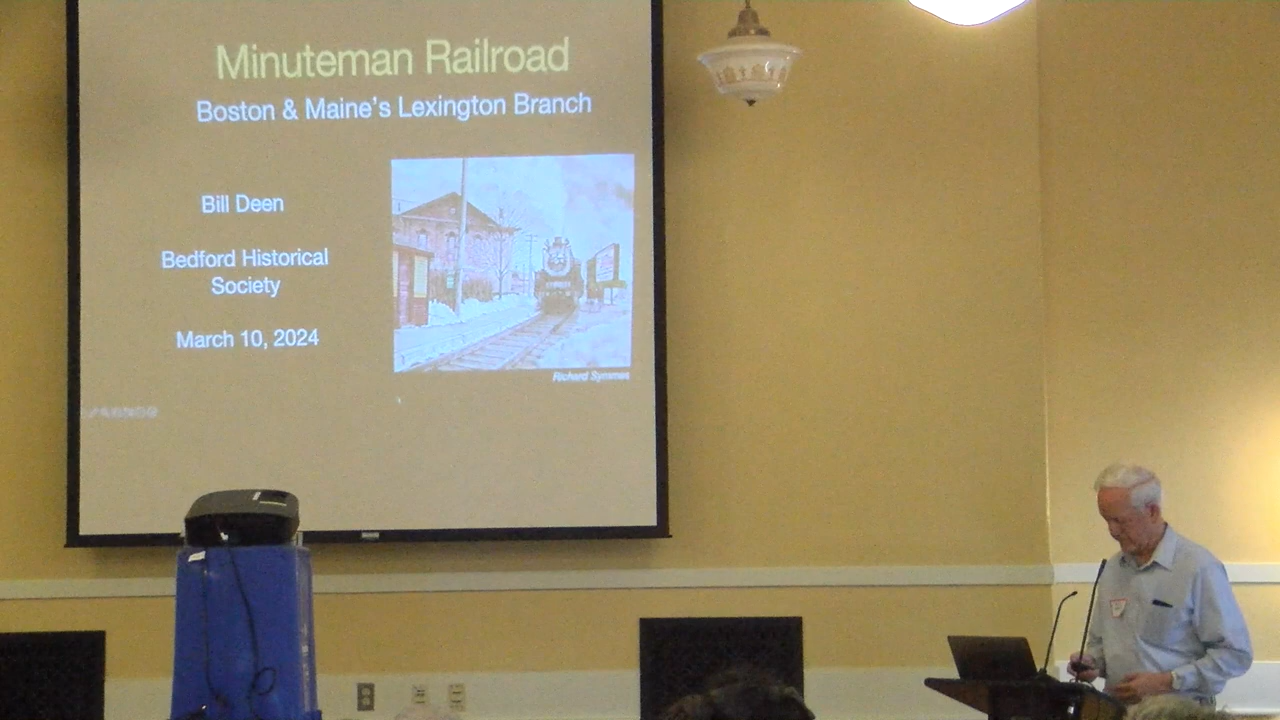 Minuteman Railroad
Boston & Maine's Lexington Branch
Bill Deen
Bedford Historical
Society
March 10, 2024
Richard Symmes